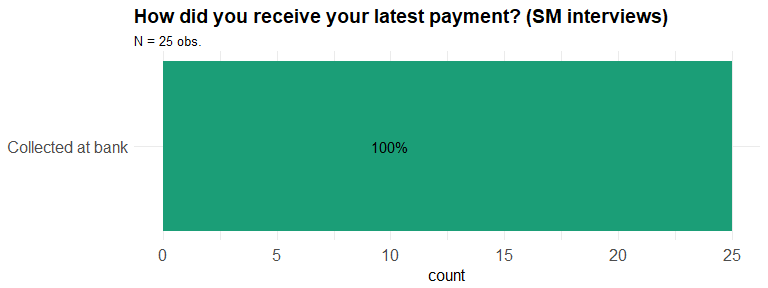 How did you receive your latest payment? (SM interviews)
N = 25 obs.
Collected at bank
100%
0 5 10 15 20 25
count